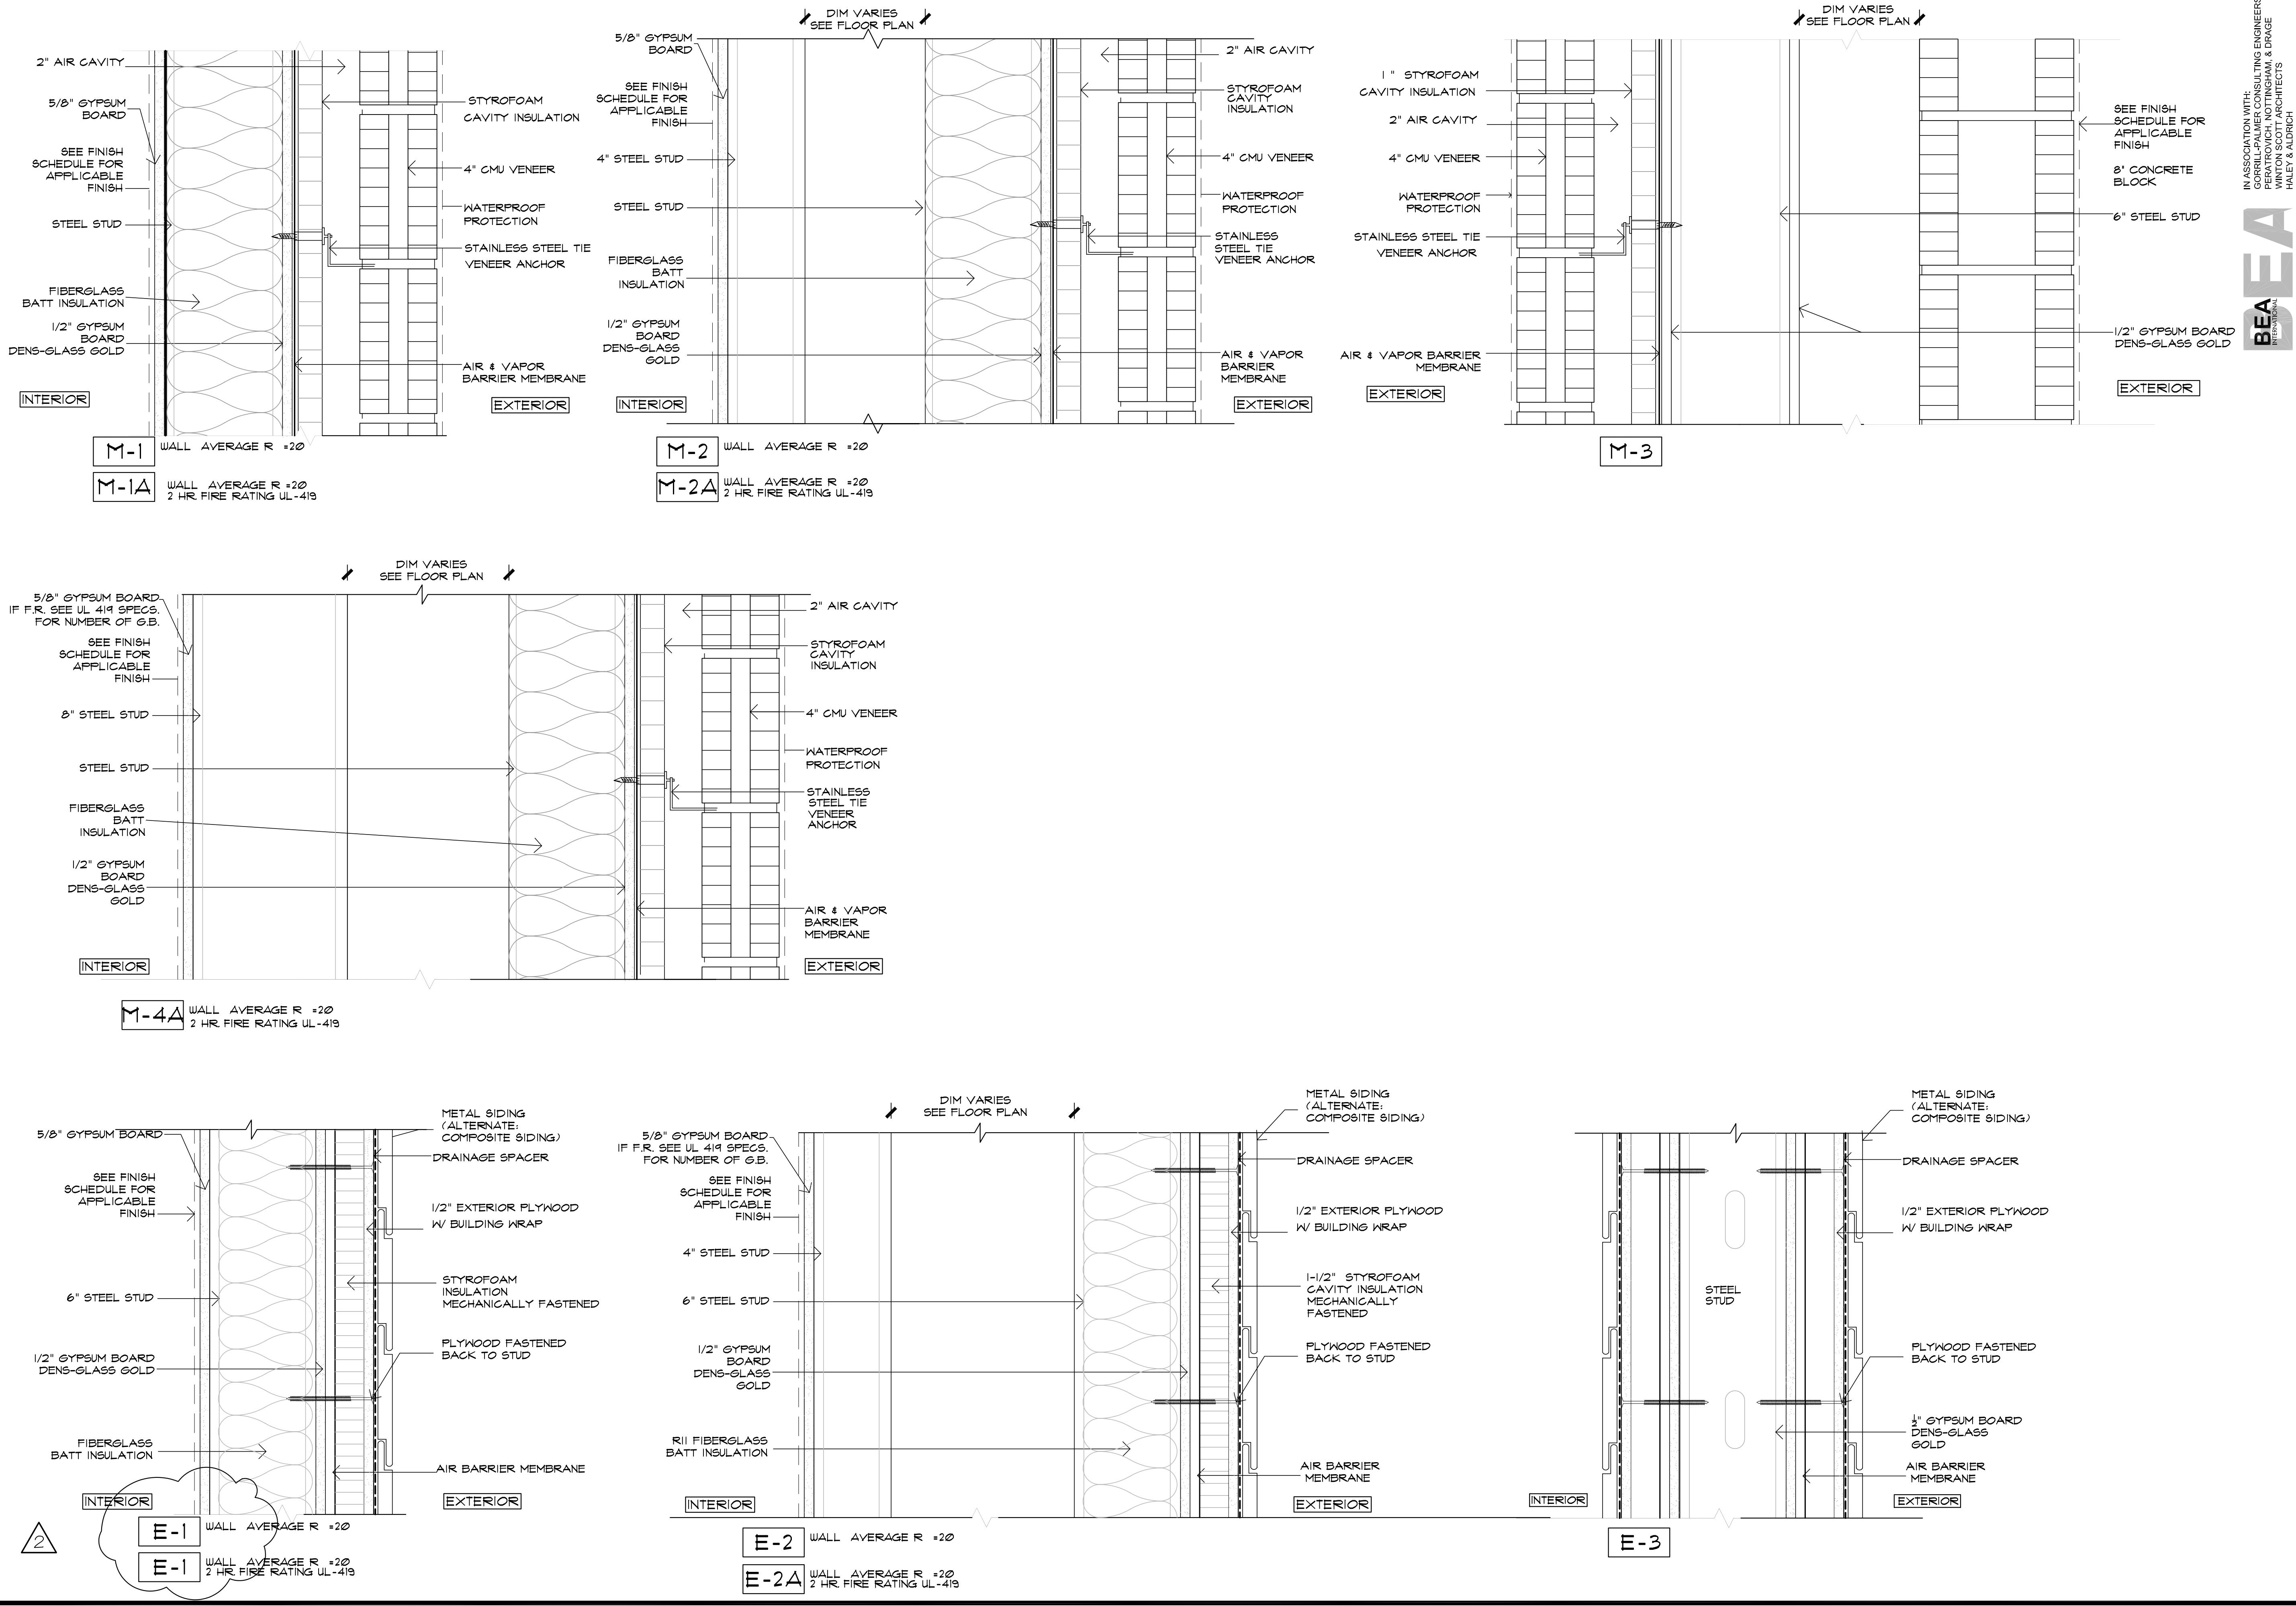 2" AIR CAVITY
5/8" GYPSUM
BOARD
SEE FINISH
SCHEDULE FOR
APPLICABLE
FINISH
STEEL STUD
FIBERGLASS
BATT INSULATION
1/2" GYPSUM
BOARD
DENS-GLASS GOLD
INTERIOR
STYROFOAM
CAVITY INSULATION
4" CMU VENEER
WATERPROOF
PROTECTION
STAINLESS STEEL TIE
VENEER ANCHOR
AIR & VAPOR
BARRIER MEMBRANE
EXTERIOR
M-1 WALL AVERAGE R =20
M-1A WALL AVERAGE R =20
2 HR. FIRE RATING UL-419
DIM VARIES
SEE FLOOR PLAN
5/8" GYPSUM
BOARD
SEE FINISH
SCHEDULE FOR
APPLICABLE
FINISH
4" STEEL STUD
STEEL STUD
FIBERGLASS
BATT
INSULATION
1/2" GYPSUM
BOARD
DENS-GLASS
GOLD
INTERIOR
2" AIR CAVITY
STYROFOAM
CAVITY
INSULATION
4" CMU VENEER
WATERPROOF
PROTECTION
STAINLESS
STEEL TIE
VENEER ANCHOR
AIR & VAPOR
BARRIER
MEMBRANE
EXTERIOR
M-2 WALL AVERAGE R =20
M-2A WALL AVERAGE R =20
2 HR. FIRE RATING UL-419
DIM VARIES
SEE FLOOR PLAN
1 " STYROFOAM
CAVITY INSULATION
2" AIR CAVITY
4" CMU VENEER
WATERPROOF
PROTECTION
STAINLESS STEEL TIE
VENEER ANCHOR
AIR & VAPOR BARRIER
MEMBRANE
EXTERIOR
SEE FINISH
SCHEDULE FOR
APPLICABLE
FINISH
8" CONCRETE
BLOCK
6" STEEL STUD
1/2" GYPSUM BOARD
DENS-GLASS GOLD
EXTERIOR
M-3
IN ASSOCIATION WITH:
GORRILL-PALMER CONSULTING ENGINEERS
PERATROVICH, NOTTINGHAM, & DRAGE
WINTON SCOTT ARCHITECTS
HALEY & ALDRICH
BEA
BEA
INTERNATIONAL
DIM VARIES
SEE FLOOR PLAN
5/8" GYPSUM BOARD
IF F.R. SEE UL 419 SPECS.
FOR NUMBER OF G.B.
SEE FINISH
SCHEDULE FOR
APPLICABLE
FINISH
8" STEEL STUD
STEEL STUD
FIBERGLASS
BATT
INSULATION
1/2" GYPSUM
BOARD
DENS-GLASS
GOLD
INTERIOR
2" AIR CAVITY
STYROFOAM
CAVITY
INSULATION
4" CMU VENEER
WATERPROOF
PROTECTION
STAINLESS
STEEL TIE
VENEER
ANCHOR
AIR & VAPOR
BARRIER
MEMBRANE
EXTERIOR
M-4A WALL AVERAGE R =20
2 HR. FIRE RATING UL-419
5/8" GYPSUM BOARD
SEE FINISH
SCHEDULE FOR
APPLICABLE
FINISH
6" STEEL STUD
1/2" GYPSUM BOARD
DENS-GLASS GOLD
FIBERGLASS
BATT INSULATION
INTERIOR
METAL SIDING
(ALTERNATE:
COMPOSITE SIDING)
DRAINAGE SPACER
1/2" EXTERIOR PLYWOOD
W/ BUILDING WRAP
STYROFOAM
INSULATION
MECHANICALLY FASTENED
PLYWOOD FASTENED
BACK TO STUD
AIR BARRIER MEMBRANE
EXTERIOR
2
E-1 WALL AVERAGE R =20
E-1 WALL AVERAGE R =20
2 HR. FIRE RATING UL-419
DIM VARIES
SEE FLOOR PLAN
5/8" GYPSUM BOARD
IF F.R. SEE UL 419 SPECS.
FOR NUMBER OF G.B.
SEE FINISH
SCHEDULE FOR
APPLICABLE
FINISH
4" STEEL STUD
6" STEEL STUD
1/2" GYPSUM
BOARD
DENS-GLASS
GOLD
R11 FIBERGLASS
BATT INSULATION
INTERIOR
METAL SIDING
(ALTERNATE:
COMPOSITE SIDING)
DRAINAGE SPACER
1/2" EXTERIOR PLYWOOD
W/ BUILDING WRAP
1-1/2" STYROFOAM
CAVITY INSULATION
MECHANICALLY
FASTENED
PLYWOOD FASTENED
BACK TO STUD
AIR BARRIER
MEMBRANE
EXTERIOR
E-2 WALL AVERAGE R =20
E-2A WALL AVERAGE R =20
2 HR. FIRE RATING UL-419
METAL SIDING
(ALTERNATE:
COMPOSITE SIDING)
DRAINAGE SPACER
1/2" EXTERIOR PLYWOOD
W/ BUILDING WRAP
STEEL
STUD
PLYWOOD FASTENED
BACK TO STUD
½" GYPSUM BOARD
DENS-GLASS
GOLD
AIR BARRIER
MEMBRANE
INTERIOR
EXTERIOR
E-3